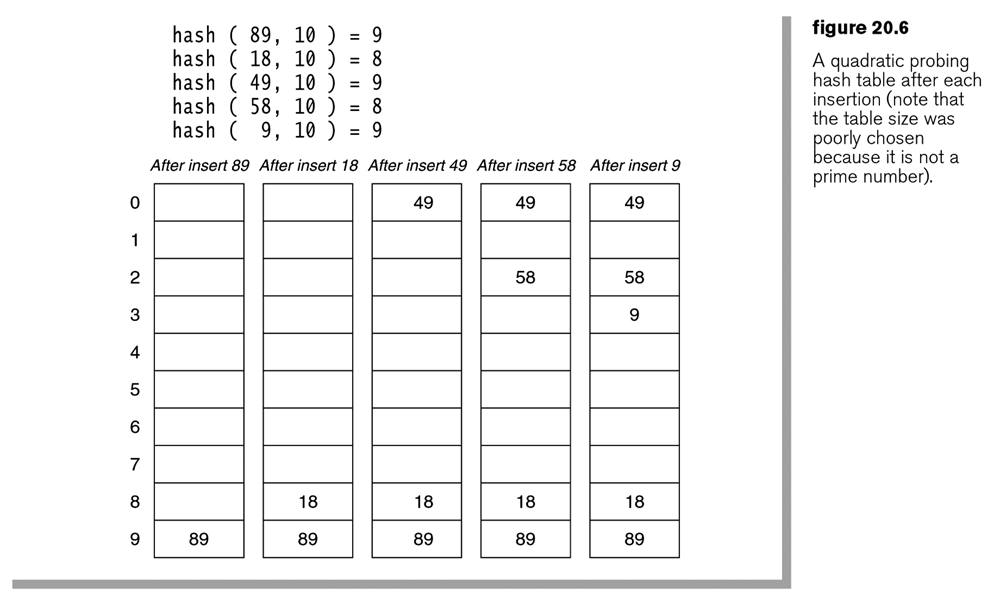 hash ( 89, 10 ) = 9
hash ( 18, 10 ) = 8
hash ( 49, 10 ) = 9
hash ( 58, 10 ) = 8
hash (  9, 10 ) = 9
After insert 89 After insert 18 After insert 49 After insert 58 After insert 9
0 49 49 49
1
2 58 58
3 9
4
5
6
7
8 18 18 18 18
9 89 89 89 89 89
figure 20.6
A quadratic probing
hash table after each
insertion (note that
the table size was
poorly chosen
because it is not a
prime number).